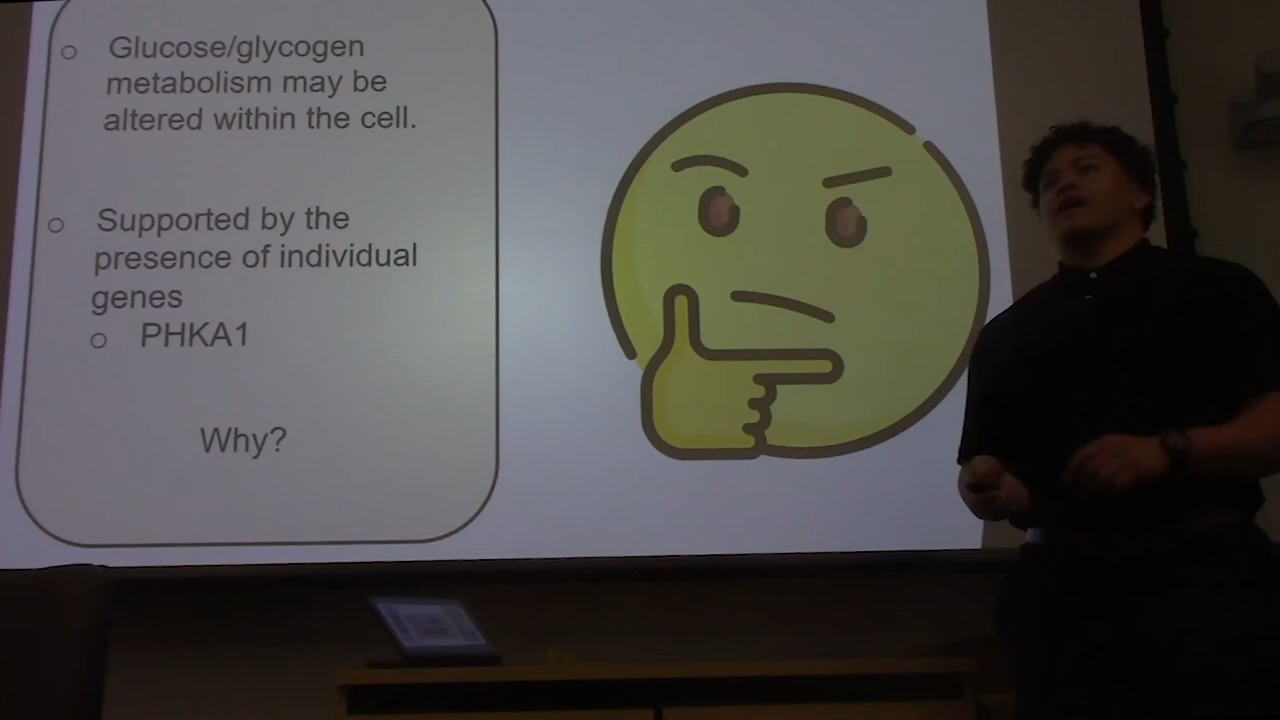 Glucose/glycogen
metabolism may be
altered within the cell.
Supported by the
presence of individual
genes
PHKA1
Why?